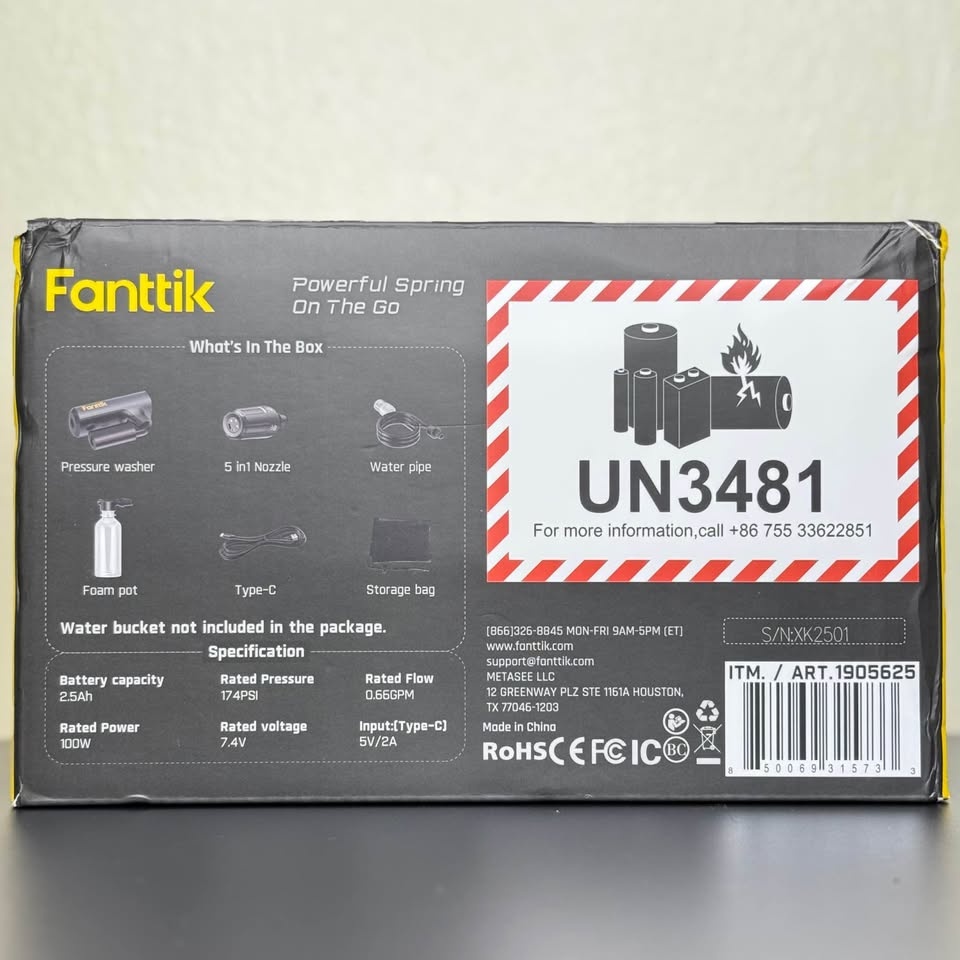 Fanttik
Powerful Spring
On The Go
What's In The Box
Fanttik
Pressure washer
5 in1 Nozzle
Water pipe
Foam pot
Type-C
Storage bag
Water bucket not included in the package.
Specification
Battery capacity
2.5Ah
Rated Pressure
174PSI
Rated Flow
0.66GPM
Rated Power
100W
Rated voltage
7.4V
Input:(Type-C)
5V/2A
UN3481
For more information,call +86 755 33622851
(866)326-8845 MON-FRI 9AM-5PM (ET)
www.fanttik.com
support@fanttik.com
METASEE LLC
12 GREENWAY PLZ STE 1161A HOUSTON,
TX 77046-1203
Made in China
RoHS CE FC IC BC
S/N:XK2501
ITM. / ART.1905625
8 50069 31573 3